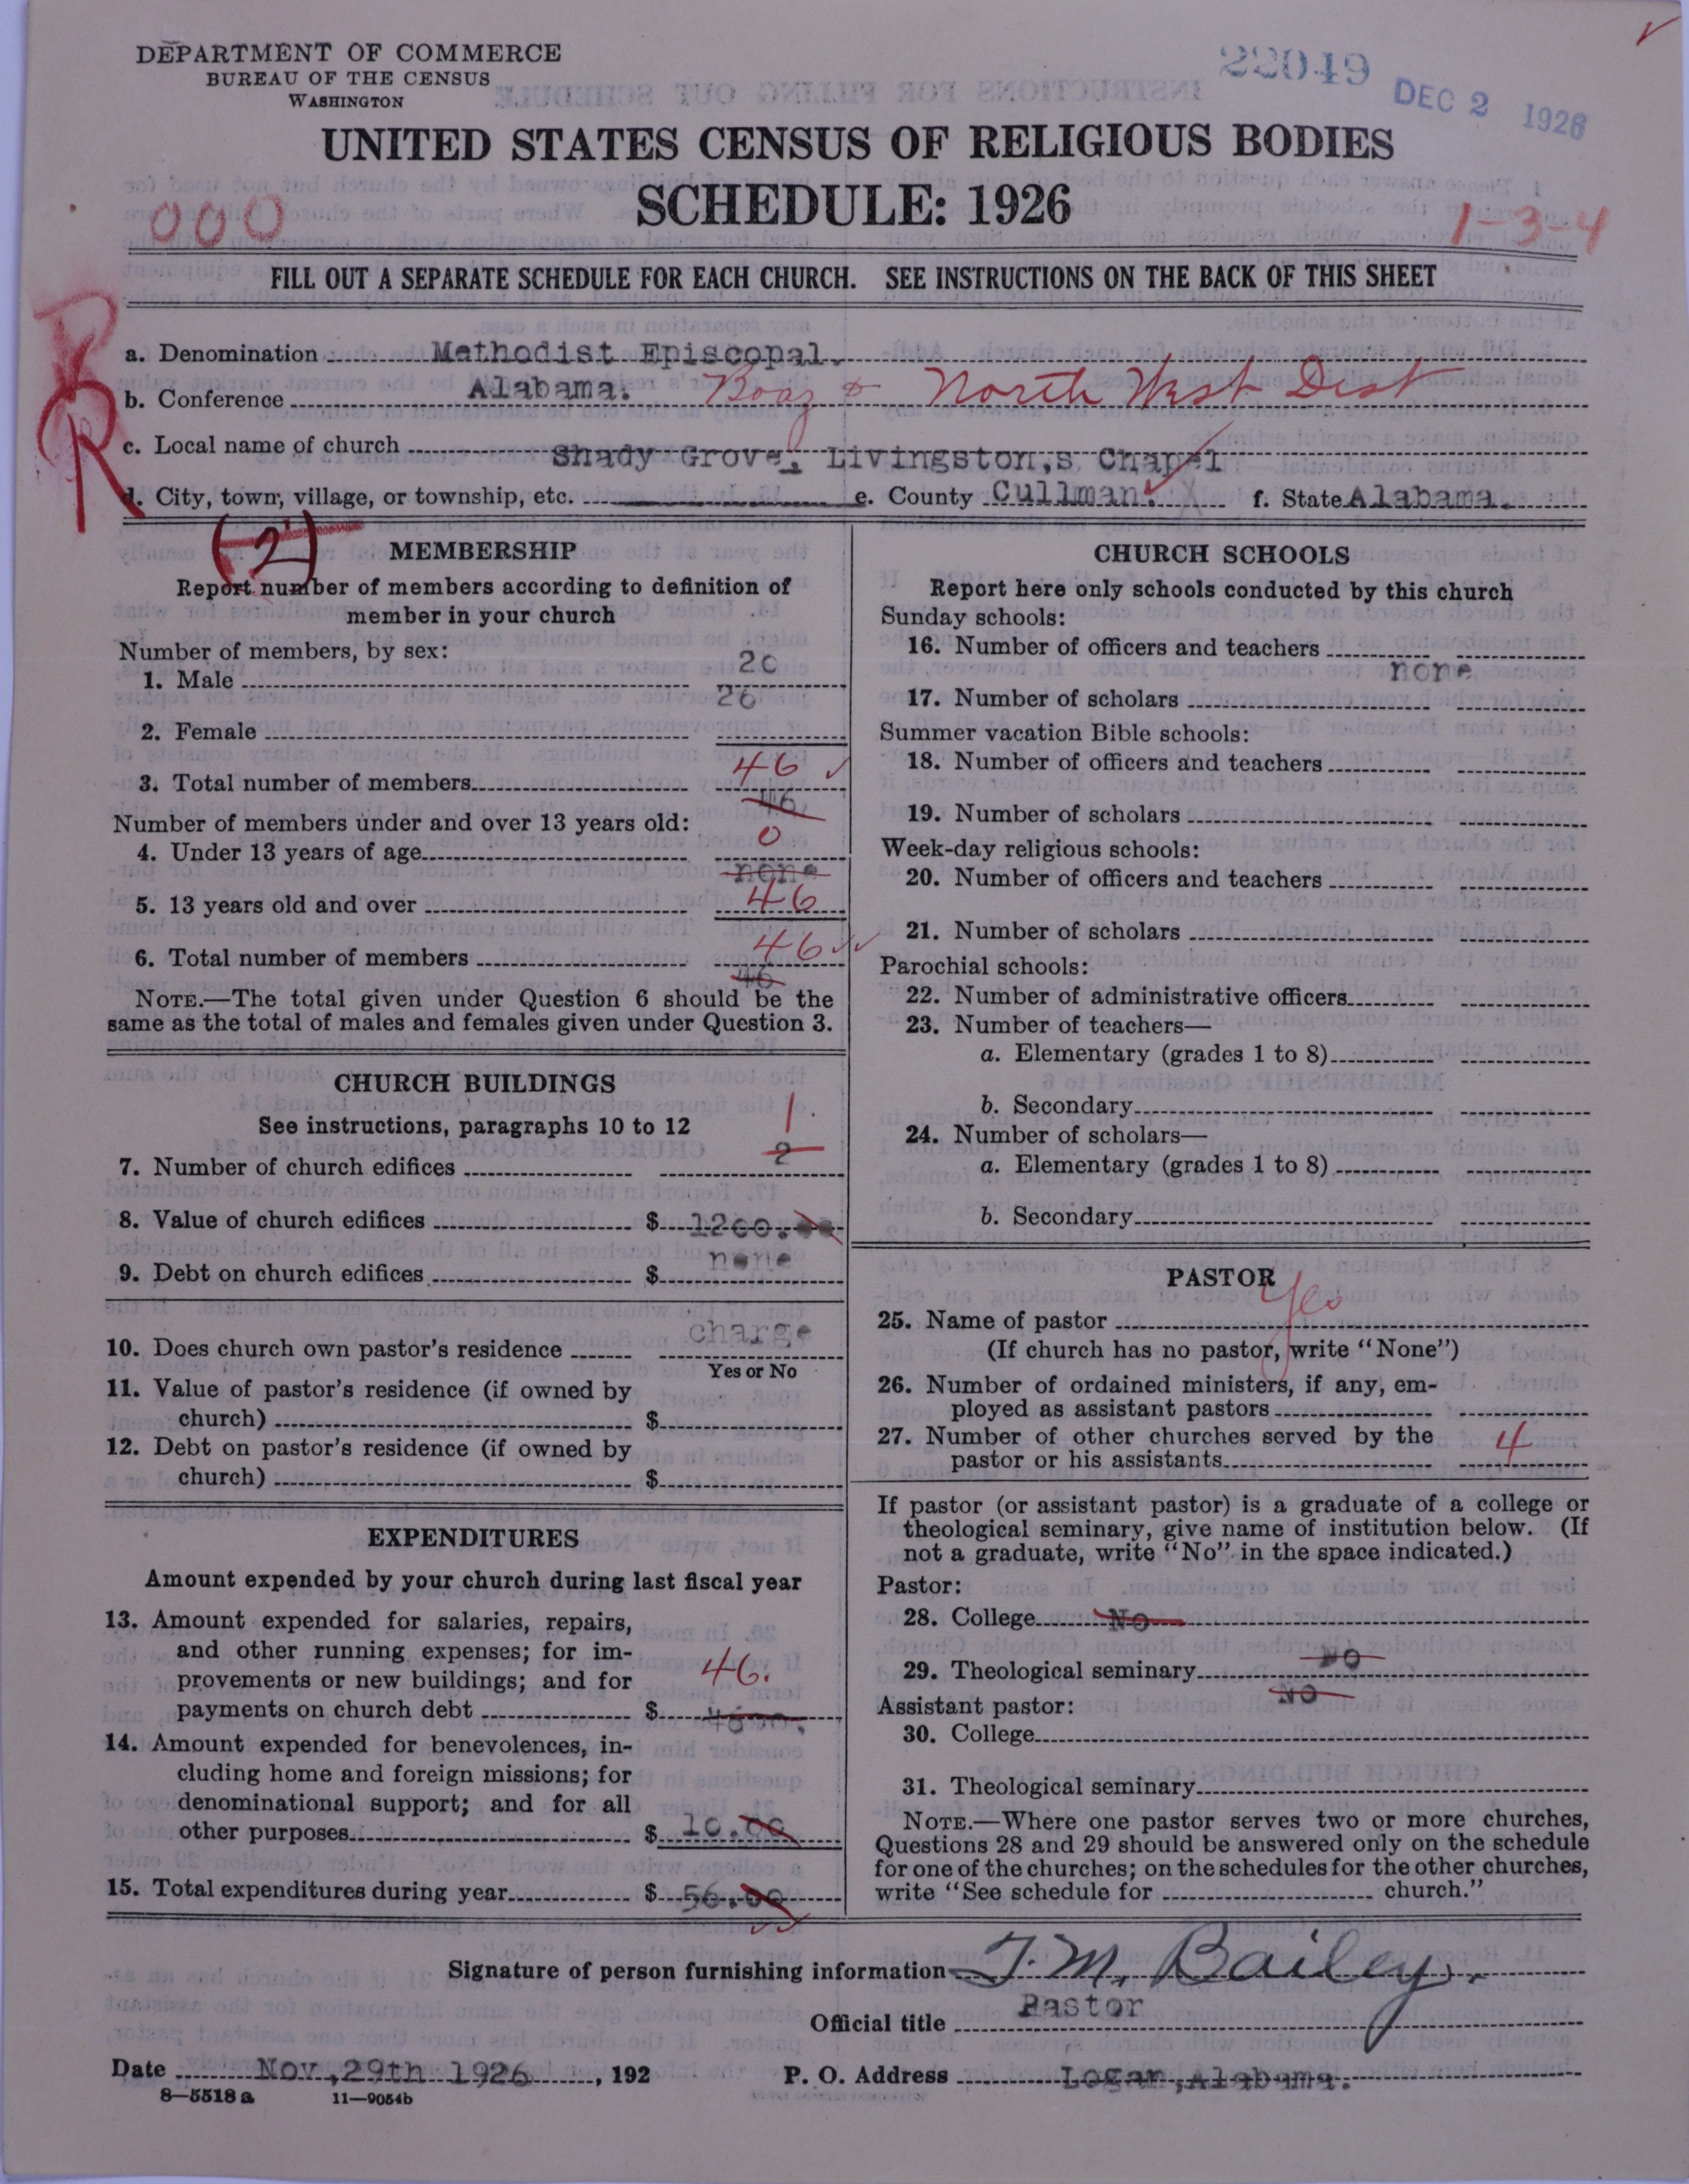 DEPARTMENT OF COMMERCE
BUREAU OF THE CENSUS
WASHINGTON
22049
DEC 2 1926
UNITED STATES CENSUS OF RELIGIOUS BODIES
SCHEDULE: 1926
000
1-3-4
FILL OUT A SEPARATE SCHEDULE FOR EACH CHURCH. SEE INSTRUCTIONS ON THE BACK OF THIS SHEET
R
a. Denomination Methodist Episcopal.
b. Conference Alabama. Boaz & North West Dist
c. Local name of church Shady Grove, Livingston,s Chapel
d. City, town, village, or township, etc. e. County Cullman. f. State Alabama.
(2)
MEMBERSHIP
Report number of members according to definition of
member in your church
Number of members, by sex:
1. Male 20
2. Female 26
3. Total number of members 46
46
Number of members under and over 13 years old:
4. Under 13 years of age 0
none
5. 13 years old and over 46
6. Total number of members 46
46
NOTE.—The total given under Question 6 should be the
same as the total of males and females given under Question 3.
CHURCH BUILDINGS
See instructions, paragraphs 10 to 12
1
7. Number of church edifices 2
8. Value of church edifices $ 1200.00
9. Debt on church edifices $ none
10. Does church own pastor's residence charge
Yes or No
11. Value of pastor's residence (if owned by
church) $
12. Debt on pastor's residence (if owned by
church) $
EXPENDITURES
Amount expended by your church during last fiscal year
13. Amount expended for salaries, repairs,
and other running expenses; for im-
provements or new buildings; and for 46.
payments on church debt $
14. Amount expended for benevolences, in-
cluding home and foreign missions; for
denominational support; and for all
other purposes $ 10.00
15. Total expenditures during year $ 56.00
CHURCH SCHOOLS
Report here only schools conducted by this church
Sunday schools:
16. Number of officers and teachers
none
17. Number of scholars
Summer vacation Bible schools:
18. Number of officers and teachers
19. Number of scholars
Week-day religious schools:
20. Number of officers and teachers
21. Number of scholars
Parochial schools:
22. Number of administrative officers
23. Number of teachers—
a. Elementary (grades 1 to 8)
b. Secondary
24. Number of scholars—
a. Elementary (grades 1 to 8)
b. Secondary
PASTOR
25. Name of pastor Yes
(If church has no pastor, write "None")
26. Number of ordained ministers, if any, em-
ployed as assistant pastors
27. Number of other churches served by the
pastor or his assistants 4
If pastor (or assistant pastor) is a graduate of a college or
theological seminary, give name of institution below. (If
not a graduate, write "No" in the space indicated.)
Pastor:
28. College No
29. Theological seminary NO
NO
Assistant pastor:
30. College
31. Theological seminary
NOTE.—Where one pastor serves two or more churches,
Questions 28 and 29 should be answered only on the schedule
for one of the churches; on the schedules for the other churches,
write "See schedule for church."
Signature of person furnishing information J. M. Bailey.
Official title Pastor
Date Nov, 29th 1926, 192 P. O. Address Logan, Alabama.
8—5518 a 11—9054b